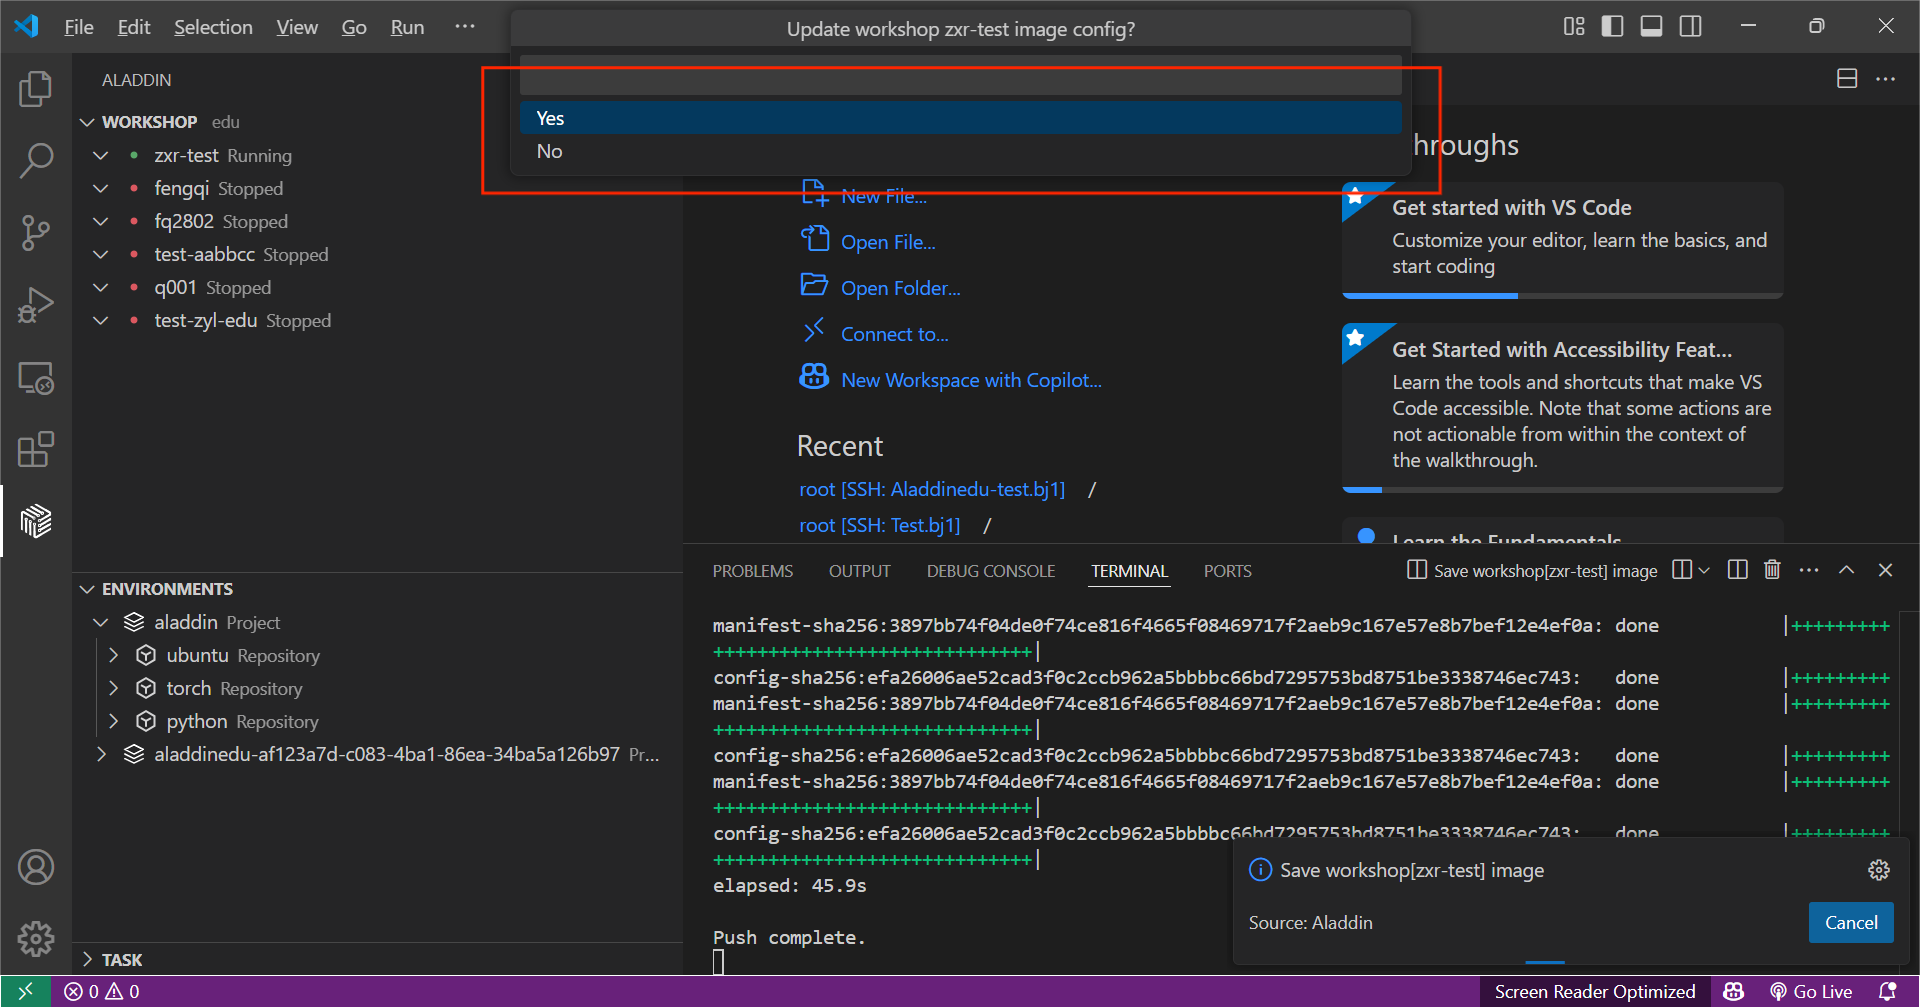 File Edit Selection View Go Run ···
Update workshop zxr-test image config?
Yes
No
ALADDIN
WORKSHOP edu
zxr-test Running
fengqi Stopped
fq2802 Stopped
test-aabbcc Stopped
q001 Stopped
test-zyl-edu Stopped
ENVIRONMENTS
aladdin Project
ubuntu Repository
torch Repository
python Repository
aladdinedu-af123a7d-c083-4ba1-86ea-34ba5a126b97 Pr...
TASK
New File...
Open File...
Open Folder...
Connect to...
New Workspace with Copilot...
Recent
root [SSH: Aladdinedu-test.bj1] /
root [SSH: Test.bj1] /
throughs
Get started with VS Code
Customize your editor, learn the basics, and
start coding
Get Started with Accessibility Feat...
Learn the tools and shortcuts that make VS
Code accessible. Note that some actions are
not actionable from within the context of
the walkthrough.
Learn the Fundamentals
PROBLEMS OUTPUT DEBUG CONSOLE TERMINAL PORTS
Save workshop[zxr-test] image
manifest-sha256:3897bb74f04de0f74ce816f4665f08469717f2aeb9c167e57e8b7bef12e4ef0a: done |+++++++++
+++++++++++++++++++++++++++++|
config-sha256:efa26006ae52cad3f0c2ccb962a5bbbbc66bd7295753bd8751be3338746ec743: done |+++++++++
manifest-sha256:3897bb74f04de0f74ce816f4665f08469717f2aeb9c167e57e8b7bef12e4ef0a: done |+++++++++
+++++++++++++++++++++++++++++|
config-sha256:efa26006ae52cad3f0c2ccb962a5bbbbc66bd7295753bd8751be3338746ec743: done |+++++++++
manifest-sha256:3897bb74f04de0f74ce816f4665f08469717f2aeb9c167e57e8b7bef12e4ef0a: done |+++++++++
+++++++++++++++++++++++++++++|
config-sha256:efa26006ae52cad3f0c2ccb962a5bbbbc66bd7295753bd8751be3338746ec743: done |+++++++++
+++++++++++++++++++++++++++++|
elapsed: 45.9s
Push complete.
Save workshop[zxr-test] image
Source: Aladdin
Cancel
0 0
Screen Reader Optimized
Go Live